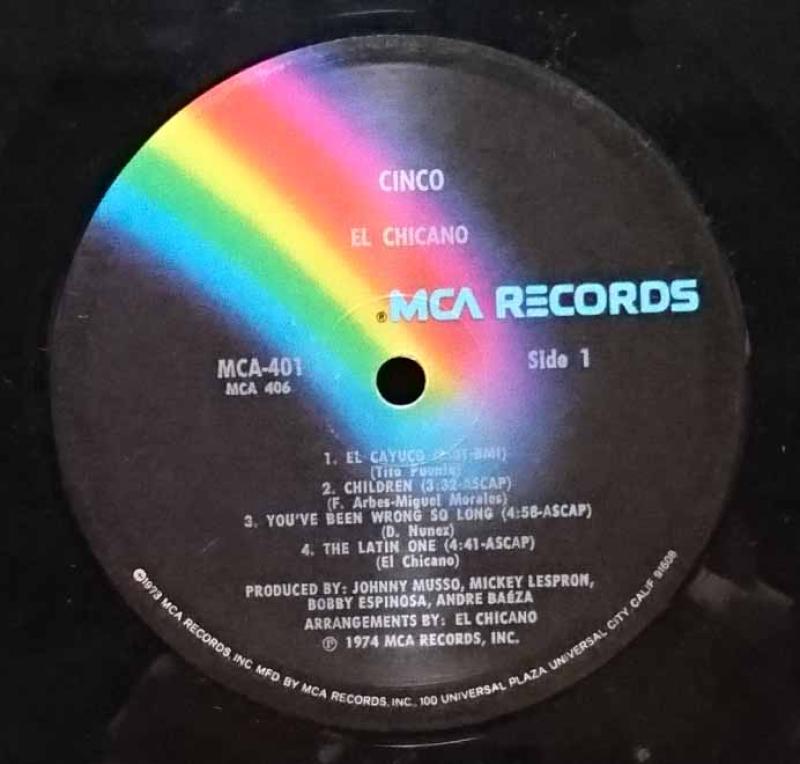 CINCO
EL CHICANO
®MCA RECORDS
MCA-401
MCA 406
Side 1
1. EL CAYUCO
(Tito Puente)
2. CHILDREN (3:32-ASCAP)
(F. Arbes-Miguel Morales)
3. YOU'VE BEEN WRONG SO LONG (4:58-ASCAP)
(D. Nunez)
4. THE LATIN ONE (4:41-ASCAP)
(El Chicano)
PRODUCED BY: JOHNNY MUSSO, MICKEY LESPRON,
BOBBY ESPINOSA, ANDRE BAÉZA
ARRANGEMENTS BY: EL CHICANO
Ⓟ 1974 MCA RECORDS, INC.
©1973 MCA RECORDS, INC MFD BY MCA RECORDS, INC., 100 UNIVERSAL PLAZA UNIVERSAL CITY, CALIF 91608